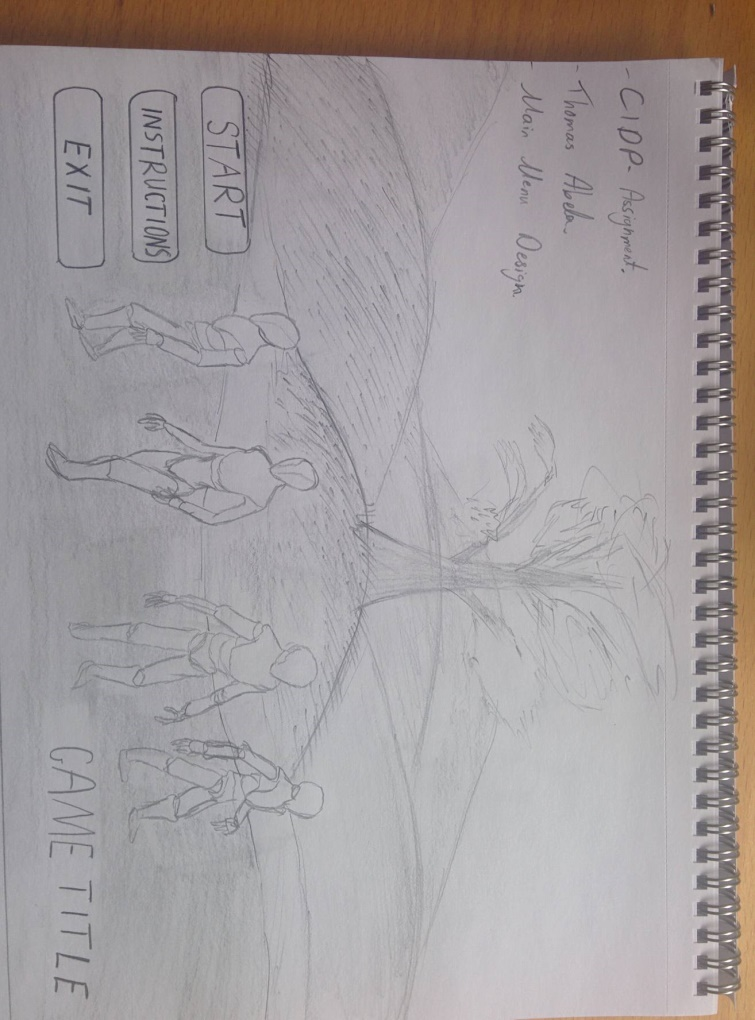 - CIDP - Assignment.
- Thomas Abela.
- Main Menu Design
START
INSTRUCTIONS
EXIT
GAME TITLE